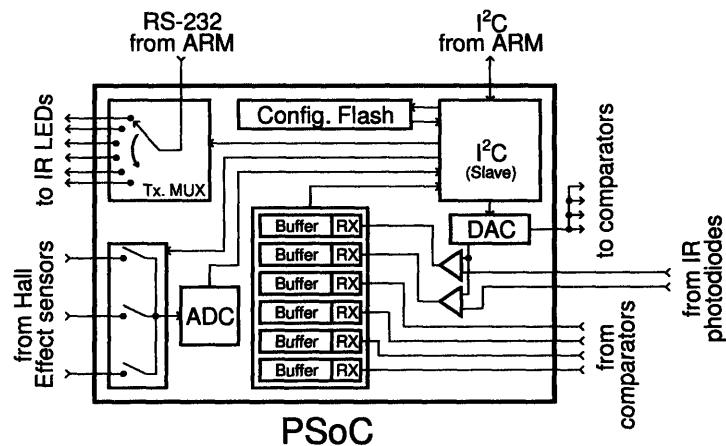 RS-232
from ARM
I²C
from ARM
to IR LEDs
Tx. MUX
Config. Flash
I²C
(Slave)
to comparators
DAC
Buffer RX
Buffer RX
Buffer RX
Buffer RX
Buffer RX
Buffer RX
ADC
from Hall
Effect sensors
from IR
photodiodes
from
comparators
PSoC